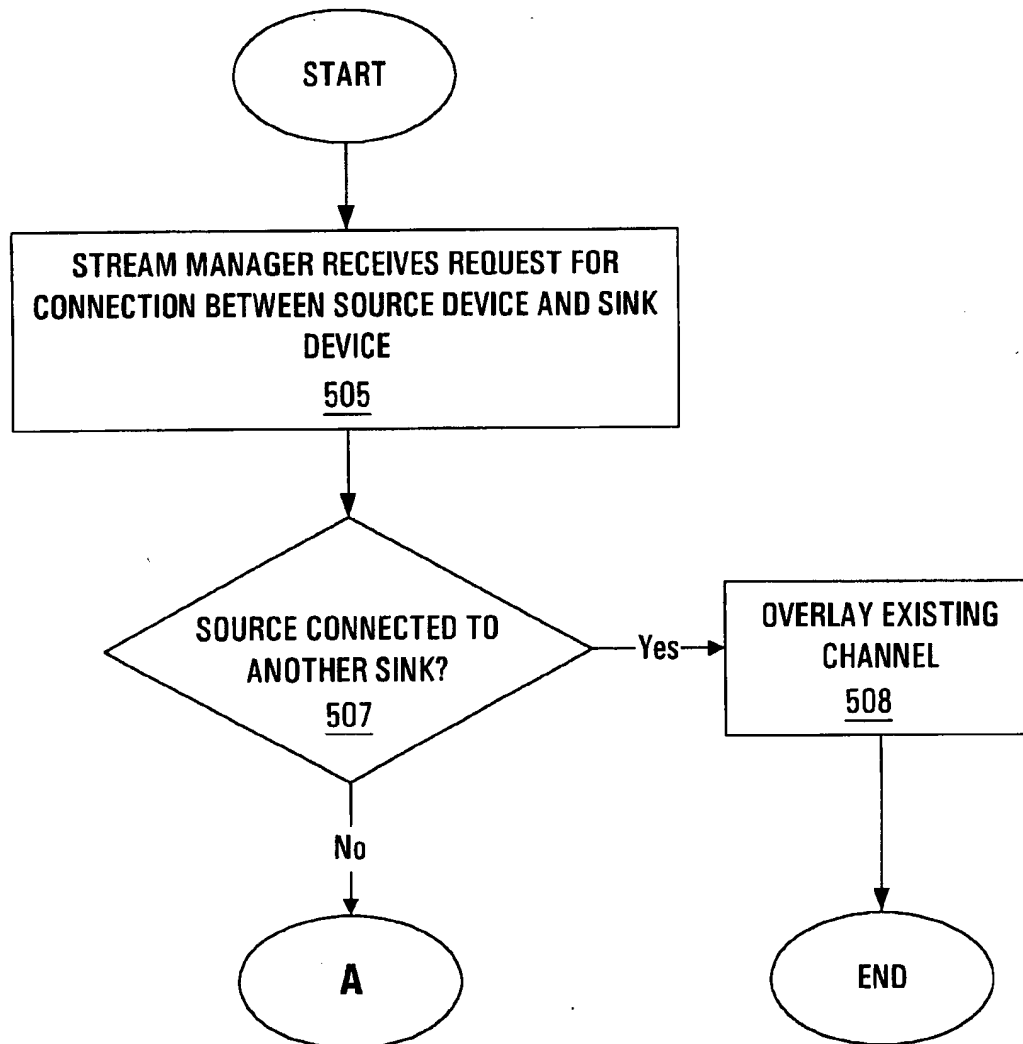 START
STREAM MANAGER RECEIVES REQUEST FOR
CONNECTION BETWEEN SOURCE DEVICE AND SINK
DEVICE
505
SOURCE CONNECTED TO
ANOTHER SINK?
507
Yes
OVERLAY EXISTING
CHANNEL
508
No
A
END